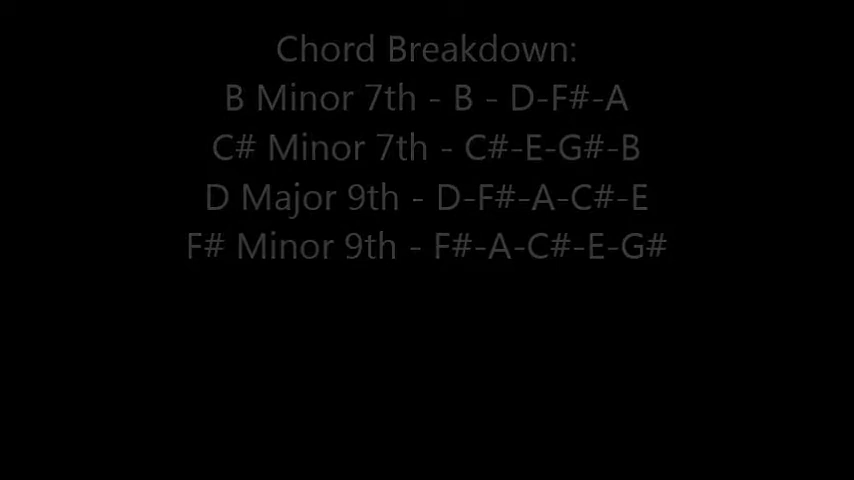 Chord Breakdown:
B Minor 7th - B - D-F#-A
C# Minor 7th - C#-E-G#-B
D Major 9th - D-F#-A-C#-E
F# Minor 9th - F#-A-C#-E-G#